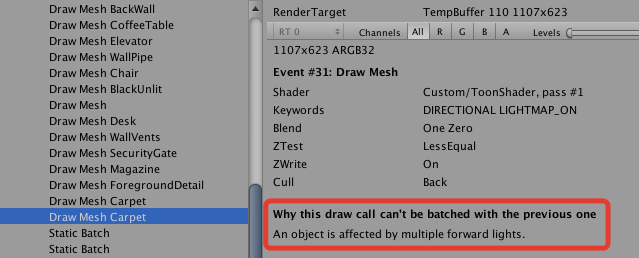 Draw Mesh BackWall
Draw Mesh CoffeeTable
Draw Mesh Elevator
Draw Mesh WallPipe
Draw Mesh Chair
Draw Mesh BlackUnlit
Draw Mesh
Draw Mesh Desk
Draw Mesh WallVents
Draw Mesh SecurityGate
Draw Mesh Magazine
Draw Mesh ForegroundDetail
Draw Mesh Carpet
Draw Mesh Carpet
Static Batch
Static Batch
RenderTarget TempBuffer 110 1107x623
RT 0 Channels All R G B A Levels
1107x623 ARGB32
Event #31: Draw Mesh
Shader Custom/ToonShader, pass #1
Keywords DIRECTIONAL LIGHTMAP_ON
Blend One Zero
ZTest LessEqual
ZWrite On
Cull Back
Why this draw call can't be batched with the previous one
An object is affected by multiple forward lights.